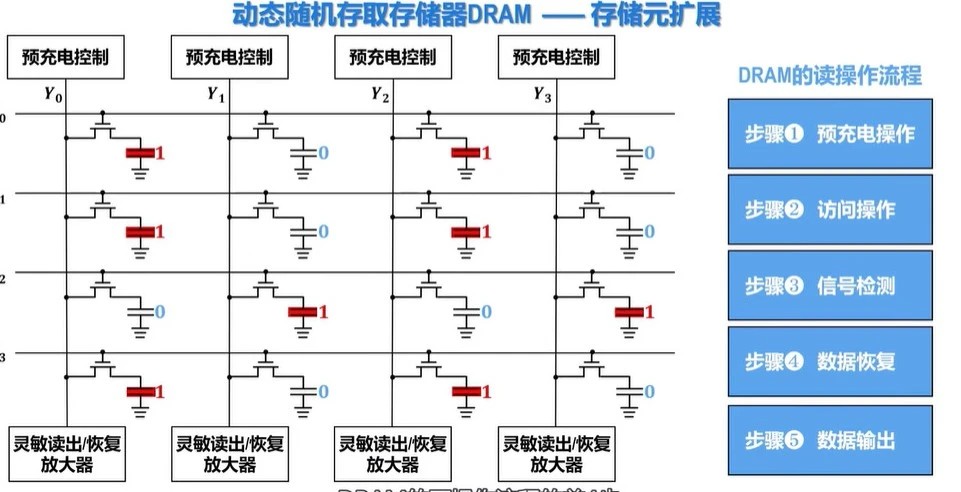 动态随机存取存储器DRAM —— 存储元扩展
预充电控制 预充电控制 预充电控制 预充电控制
DRAM的读操作流程
Y0 Y1 Y2 Y3
0
1 0 1 0
步骤❶ 预充电操作
1
1 0 1 0
步骤❷ 访问操作
2
0 1 0 1
步骤❸ 信号检测
3
1 0 1 0
步骤❹ 数据恢复
灵敏读出/恢复 灵敏读出/恢复 灵敏读出/恢复 灵敏读出/恢复
放大器 放大器 放大器 放大器
步骤❺ 数据输出